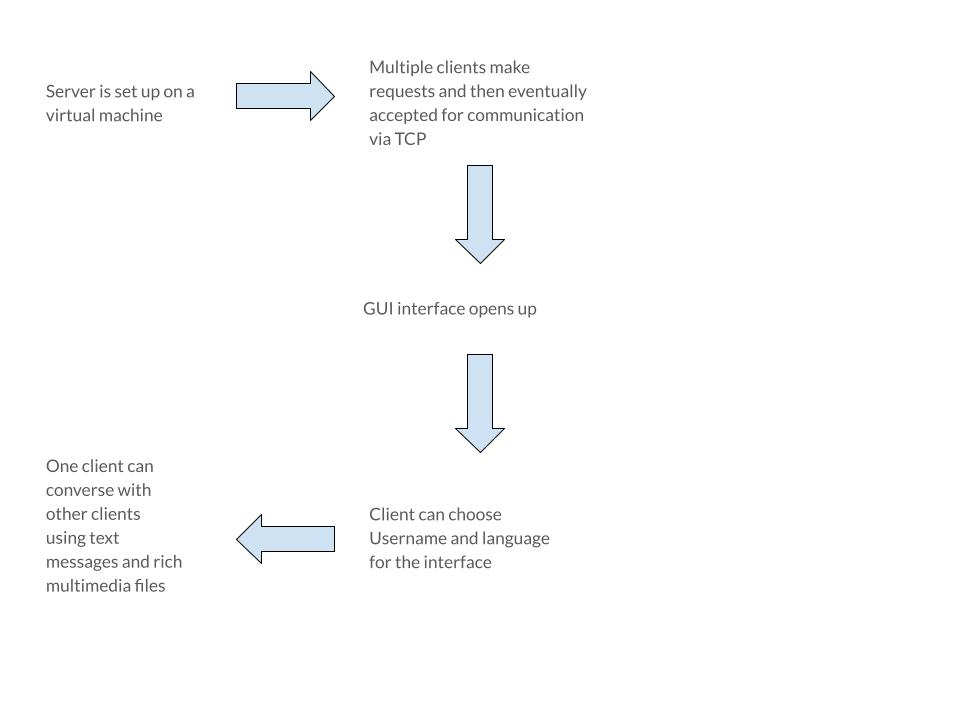 Server is set up on a
virtual machine
Multiple clients make
requests and then eventually
accepted for communication
via TCP
GUI interface opens up
Client can choose
Username and language
for the interface
One client can
converse with
other clients
using text
messages and rich
multimedia files